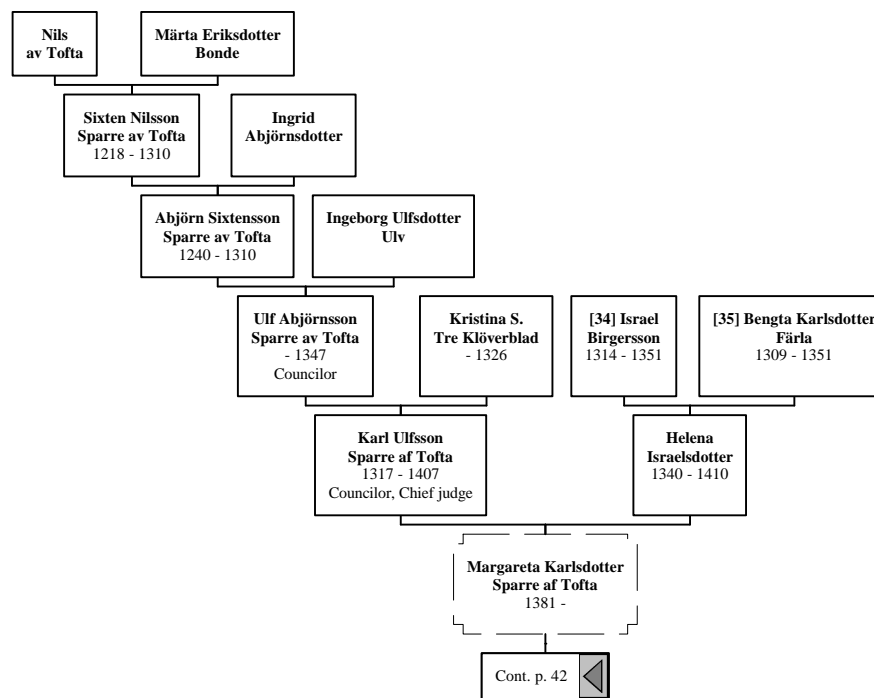 Nils
av Tofta
Märta Eriksdotter
Bonde
Sixten Nilsson
Sparre av Tofta
1218 - 1310
Ingrid
Abjörnsdotter
Abjörn Sixtensson
Sparre av Tofta
1240 - 1310
Ingeborg Ulfsdotter
Ulv
Ulf Abjörnsson
Sparre av Tofta
- 1347
Councilor
Kristina S.
Tre Klöverblad
- 1326
[34] Israel
Birgersson
1314 - 1351
[35] Bengta Karlsdotter
Färla
1309 - 1351
Karl Ulfsson
Sparre af Tofta
1317 - 1407
Councilor, Chief judge
Helena
Israelsdotter
1340 - 1410
Margareta Karlsdotter
Sparre af Tofta
1381 -
Cont. p. 42